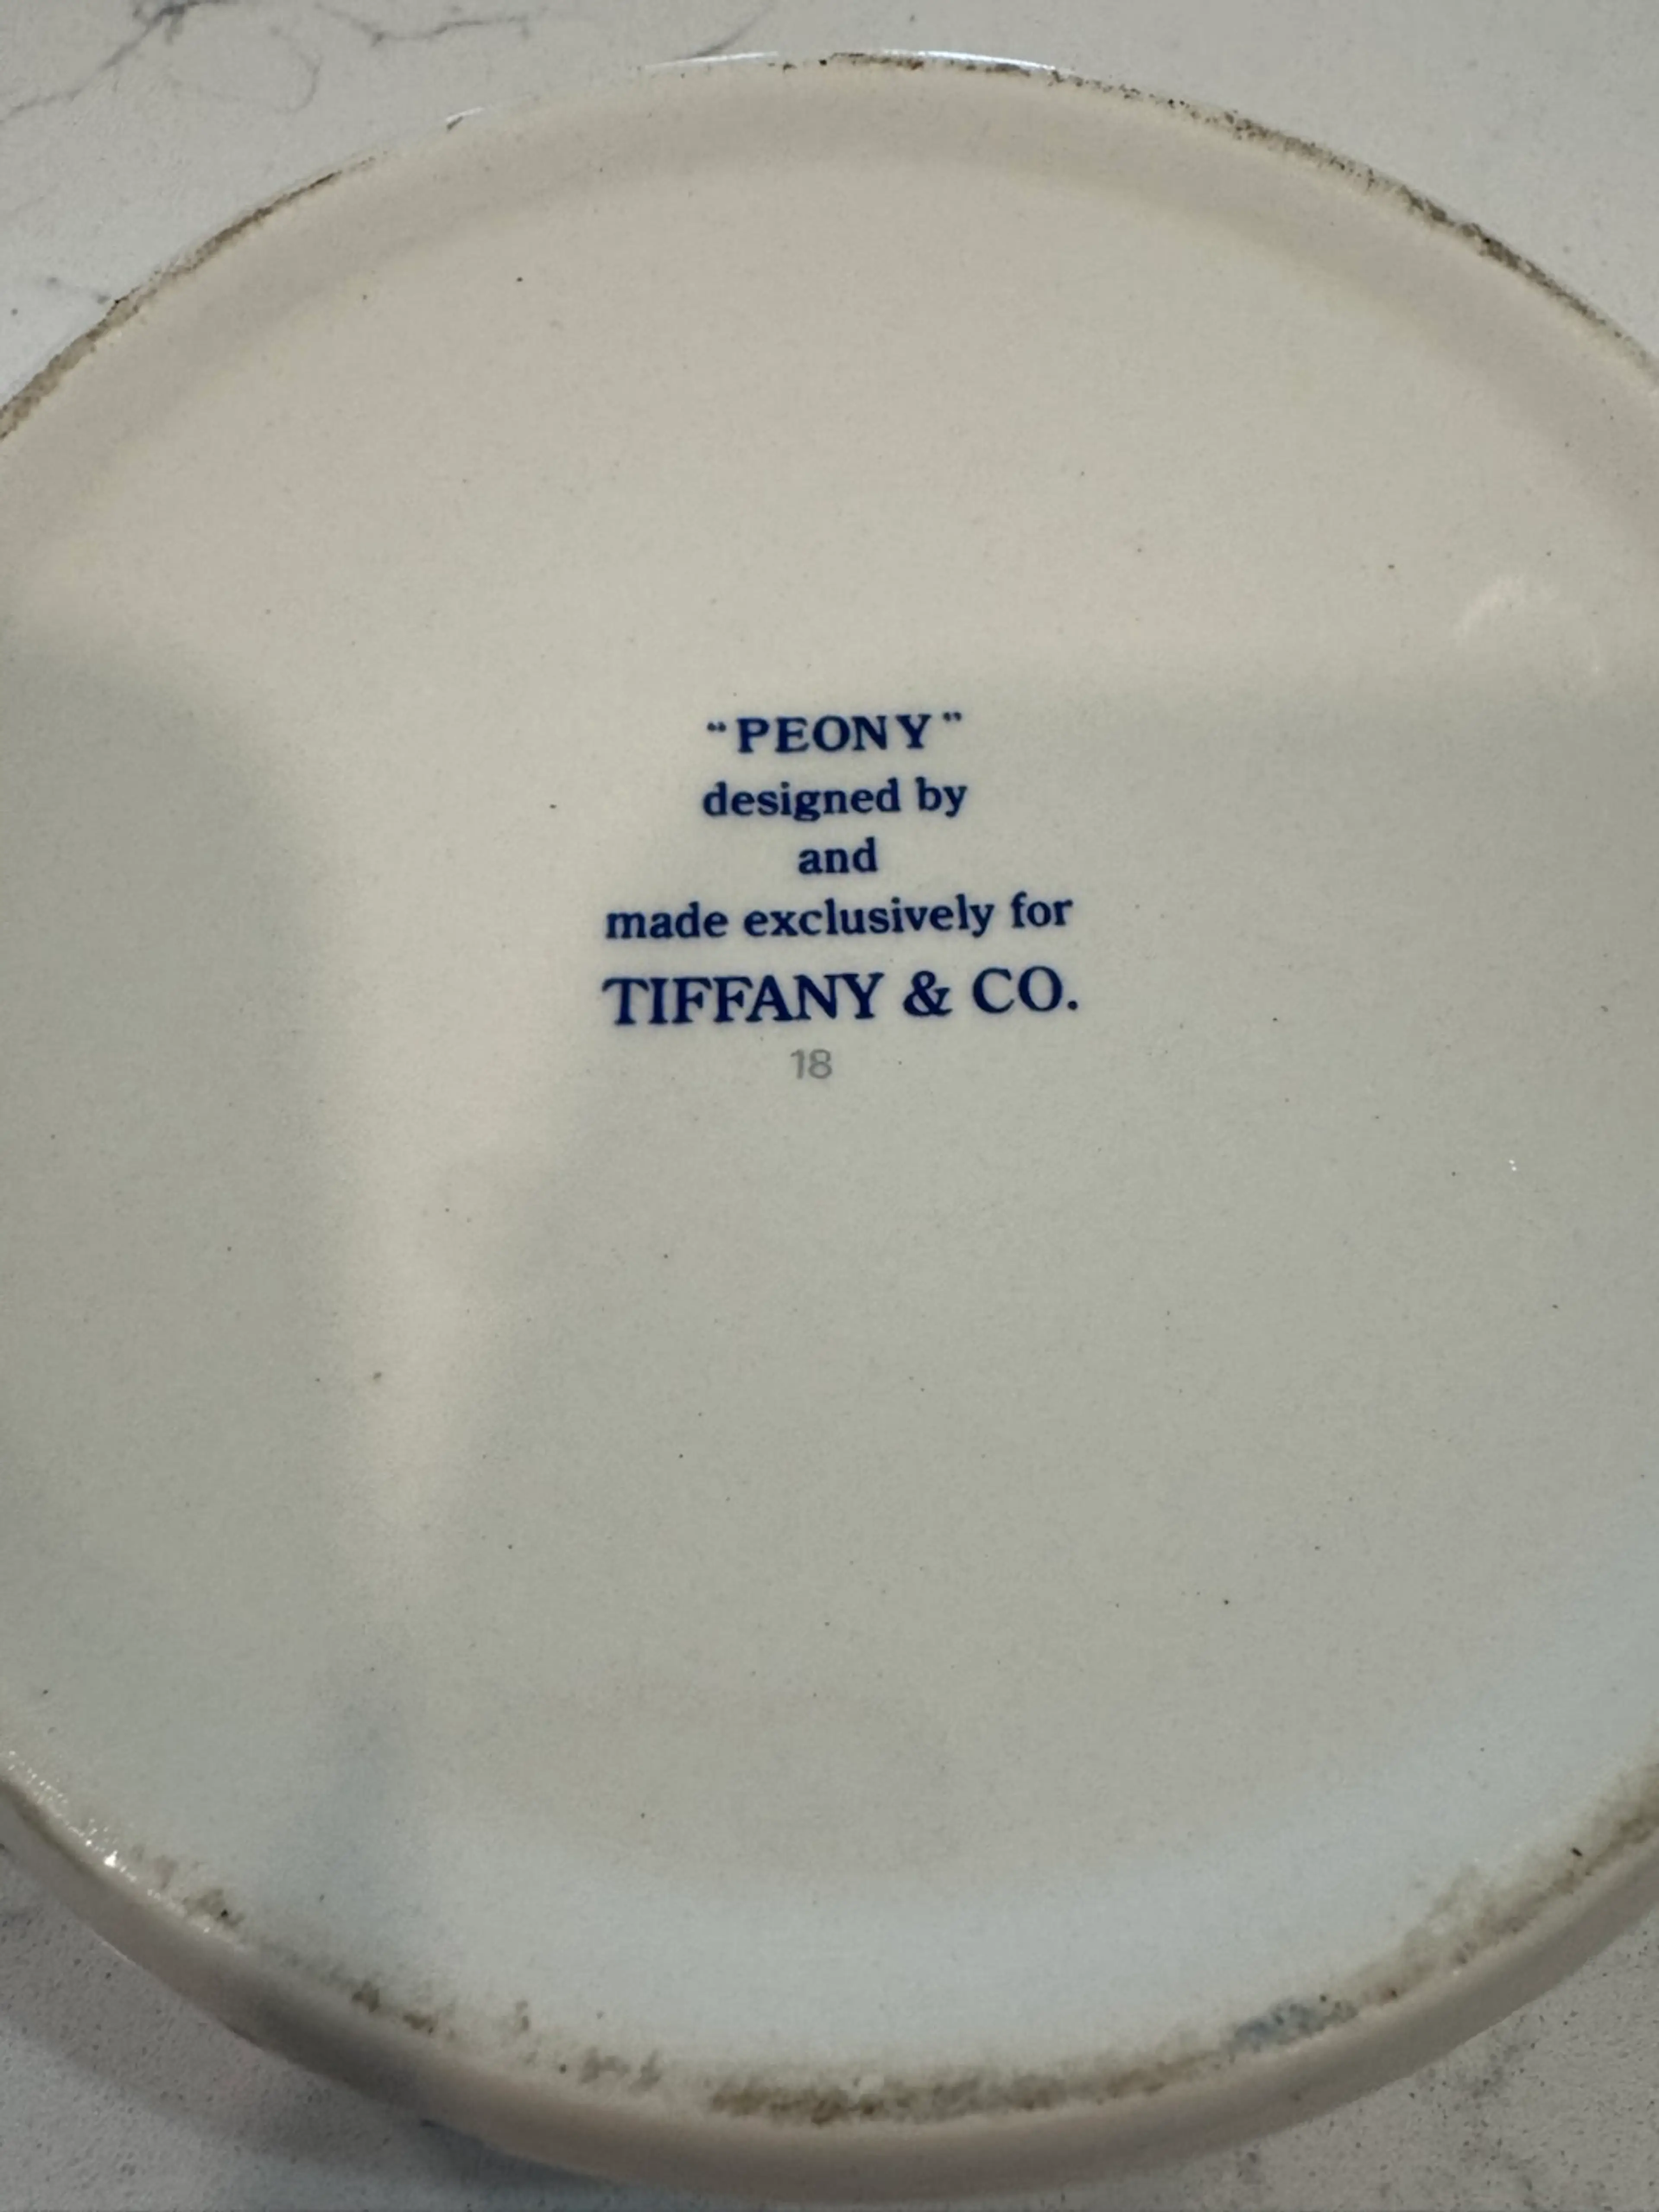 “PEONY”
designed by
and
made exclusively for
TIFFANY & CO.
18